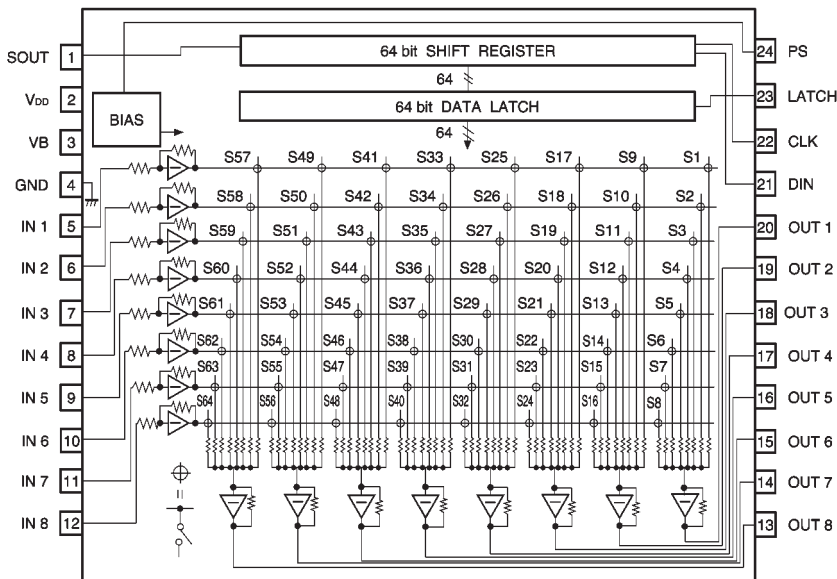 SOUT 1
VDD 2
VB 3
GND 4
IN 1 5
IN 2 6
IN 3 7
IN 4 8
IN 5 9
IN 6 10
IN 7 11
IN 8 12
64 bit SHIFT REGISTER
64
64 bit DATA LATCH
64
BIAS
S57 S49 S41 S33 S25 S17 S9 S1
S58 S50 S42 S34 S26 S18 S10 S2
S59 S51 S43 S35 S27 S19 S11 S3
S60 S52 S44 S36 S28 S20 S12 S4
S61 S53 S45 S37 S29 S21 S13 S5
S62 S54 S46 S38 S30 S22 S14 S6
S63 S55 S47 S39 S31 S23 S15 S7
S64 S56 S48 S40 S32 S24 S16 S8
24 PS
23 LATCH
22 CLK
21 DIN
20 OUT 1
19 OUT 2
18 OUT 3
17 OUT 4
16 OUT 5
15 OUT 6
14 OUT 7
13 OUT 8